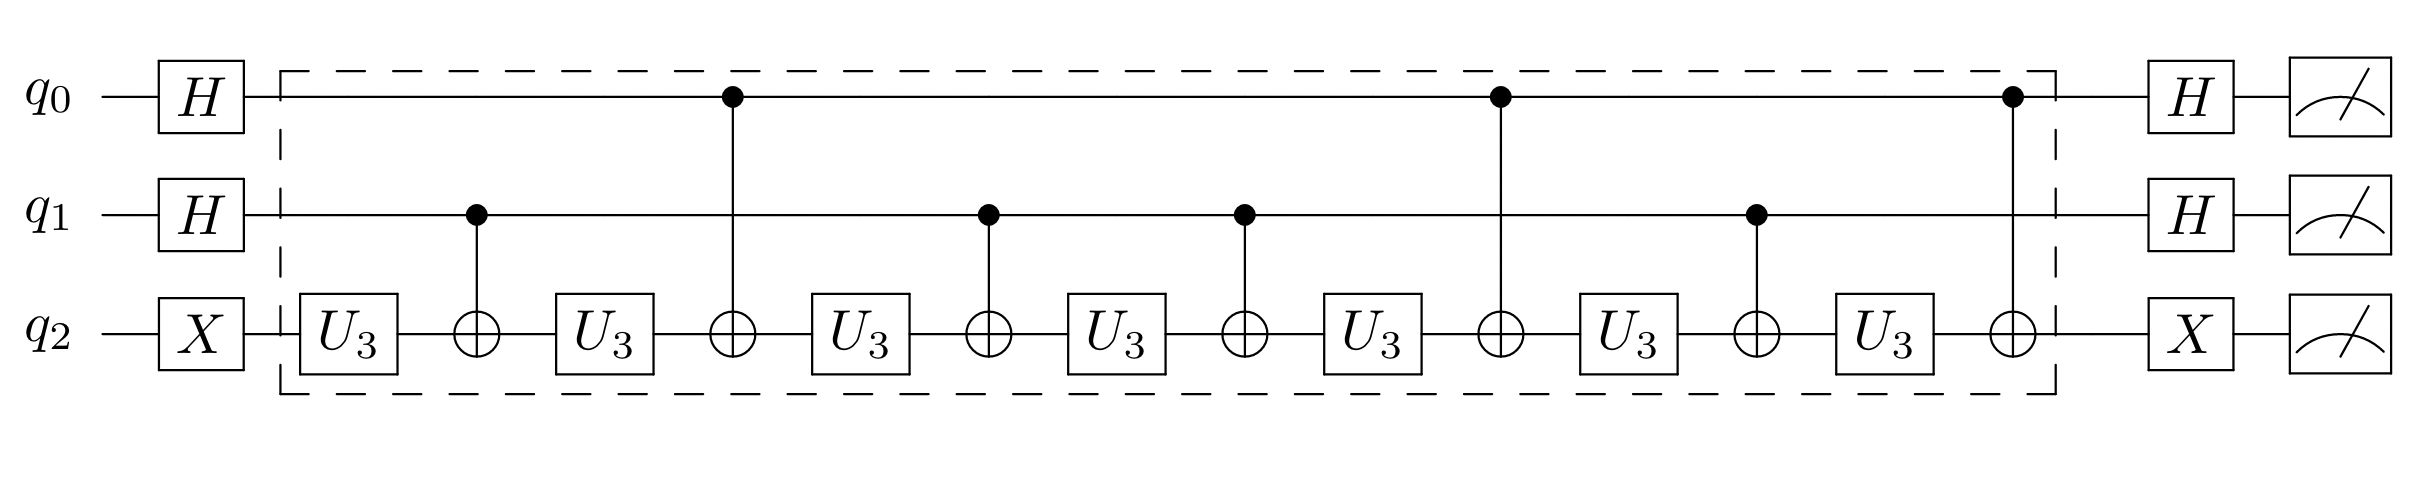 q₀ H H
q₁ H H
q₂ X U₃ U₃ U₃ U₃ U₃ U₃ U₃ X